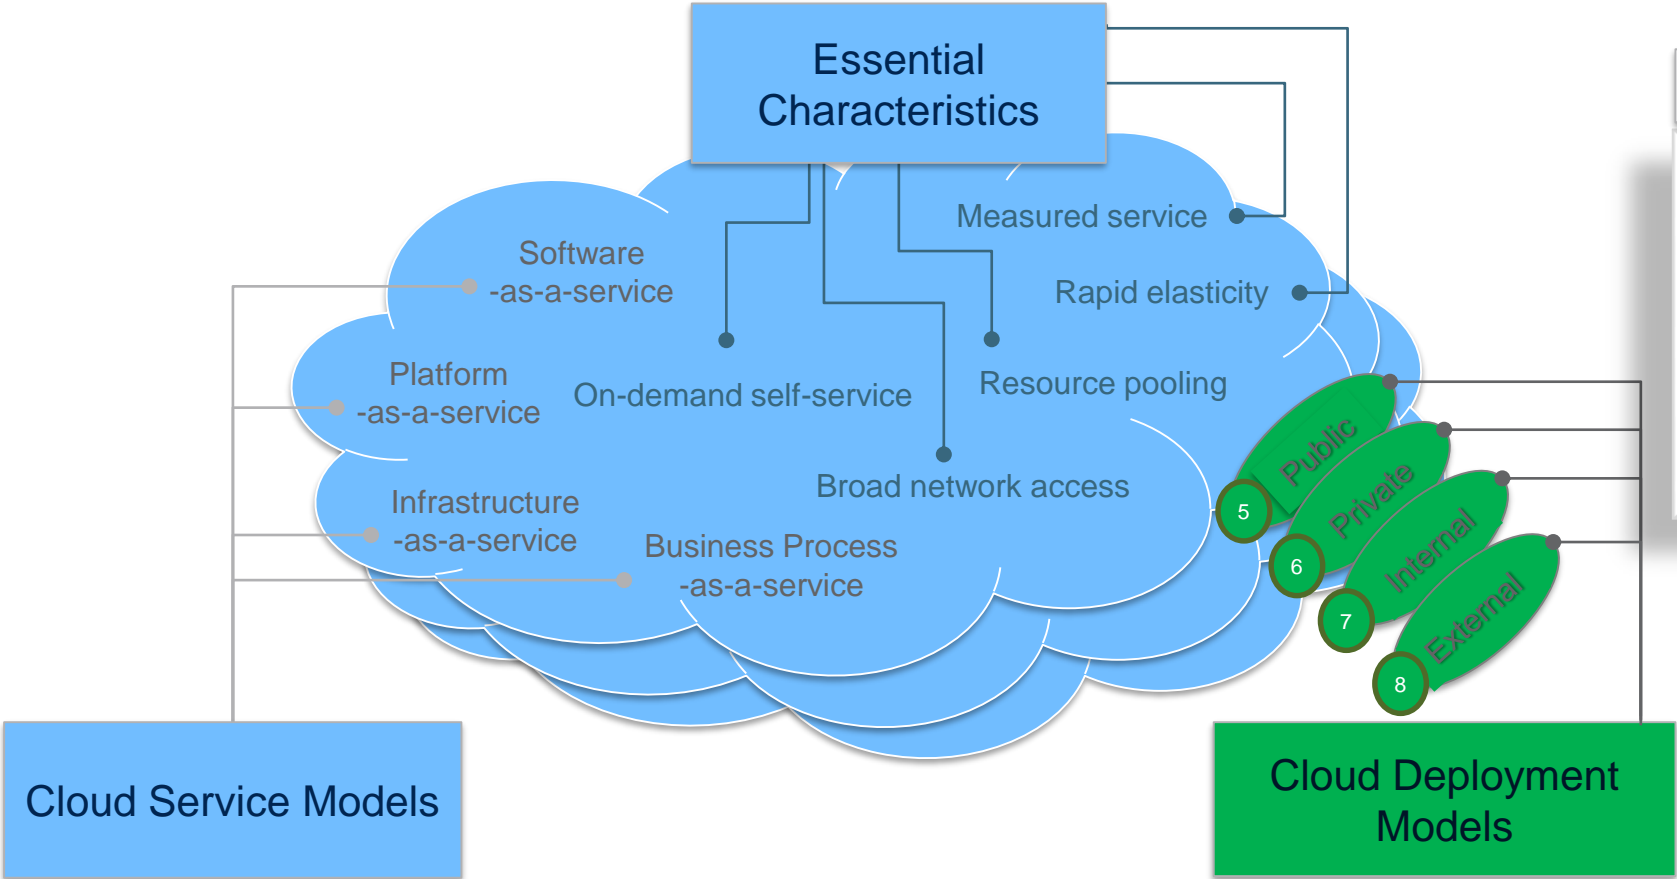 Essential
Characteristics
Measured service
Software
-as-a-service
Rapid elasticity
Platform
-as-a-service
On-demand self-service
Resource pooling
Infrastructure
-as-a-service
Broad network access
Business Process
-as-a-service
Public
5
Private
6
Internal
7
External
8
Cloud Service Models
Cloud Deployment
Models